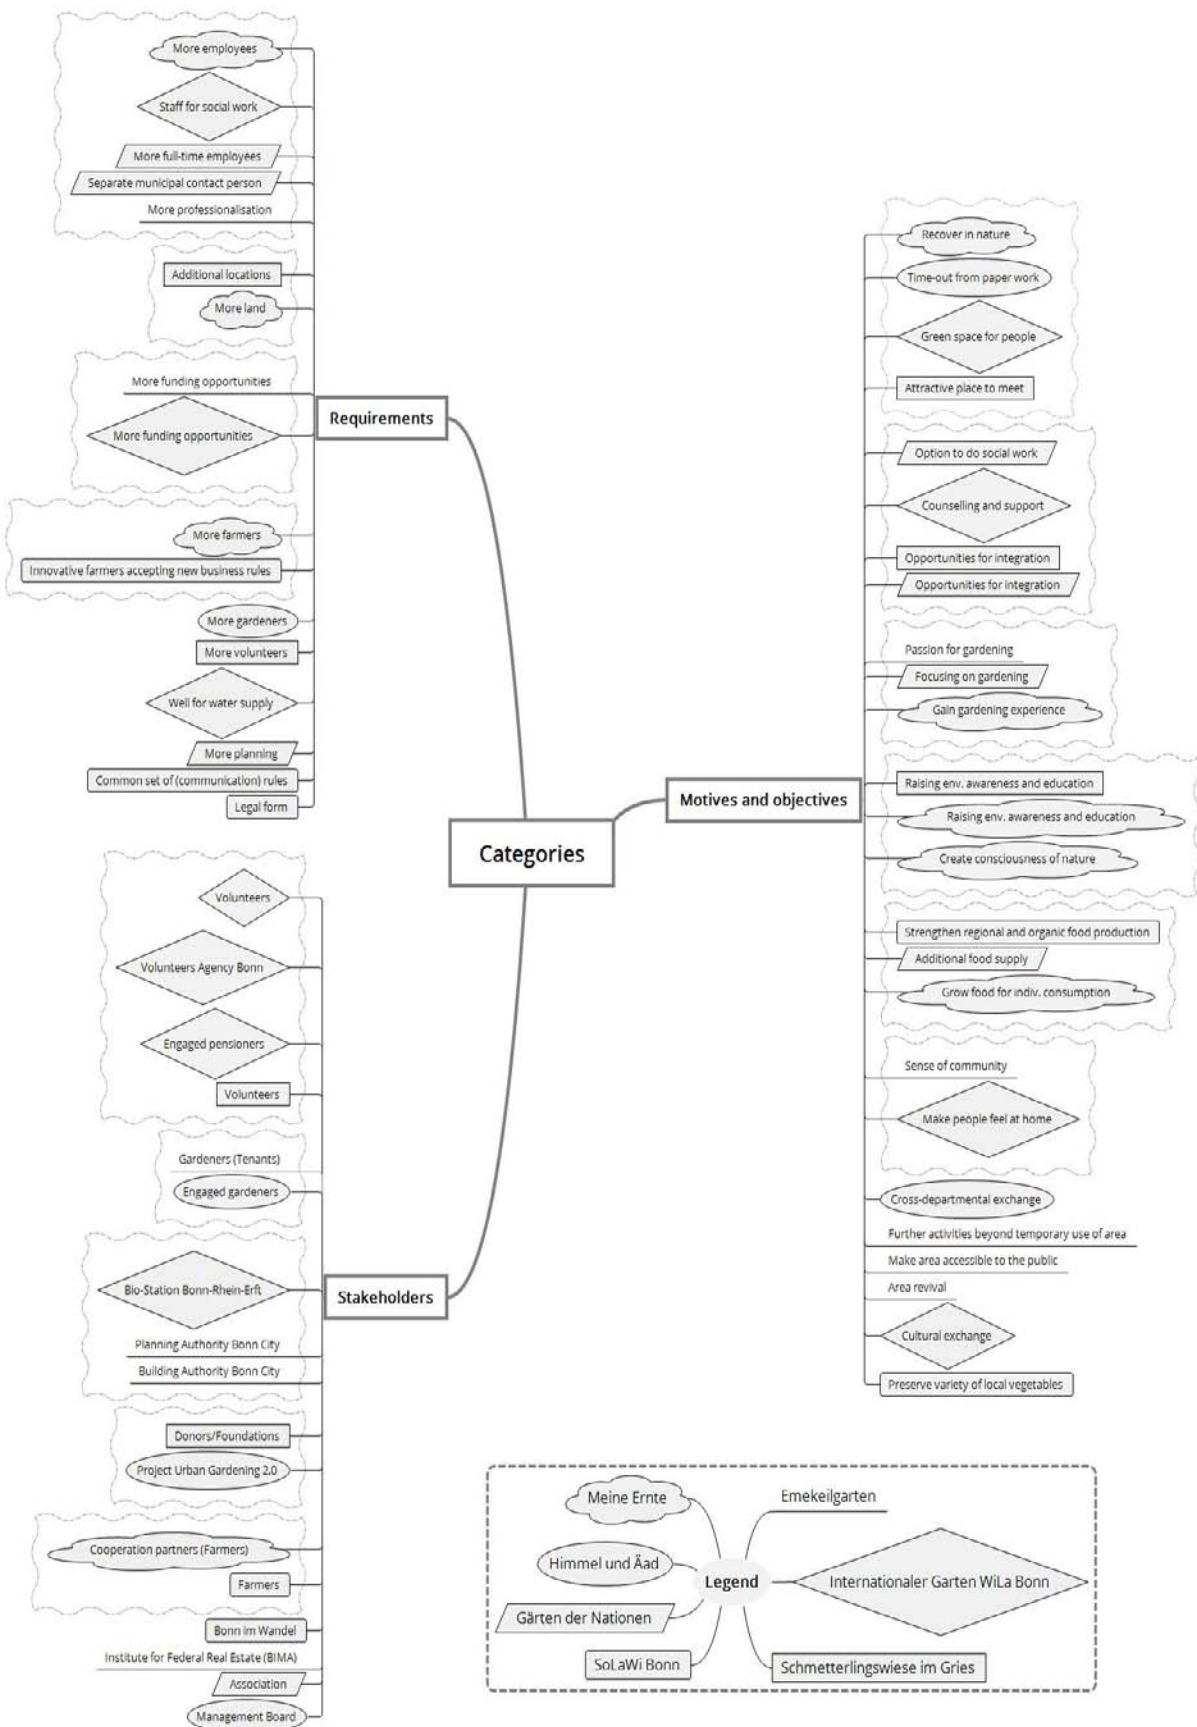 More employees
Staff for social work
More full-time employees
Separate municipal contact person
More professionalisation
Additional locations
More land
More funding opportunities
More funding opportunities
More farmers
Innovative farmers accepting new business rules
More gardeners
More volunteers
Well for water supply
More planning
Common set of (communication) rules
Legal form
Requirements
Categories
Motives and objectives
Recover in nature
Time-out from paper work
Green space for people
Attractive place to meet
Option to do social work
Counselling and support
Opportunities for integration
Opportunities for integration
Passion for gardening
Focusing on gardening
Gain gardening experience
Raising env. awareness and education
Raising env. awareness and education
Create consciousness of nature
Strengthen regional and organic food production
Additional food supply
Grow food for indiv. consumption
Sense of community
Make people feel at home
Cross-departmental exchange
Further activities beyond temporary use of area
Make area accessible to the public
Area revival
Cultural exchange
Preserve variety of local vegetables
Stakeholders
Volunteers
Volunteers Agency Bonn
Engaged pensioners
Volunteers
Gardeners (Tenants)
Engaged gardeners
Bio-Station Bonn-Rhein-Erft
Planning Authority Bonn City
Building Authority Bonn City
Donors/Foundations
Project Urban Gardening 2.0
Cooperation partners (Farmers)
Farmers
Bonn im Wandel
Institute for Federal Real Estate (BIMA)
Association
Management Board
Legend
Meine Ernte
Himmel und Äad
Gärten der Nationen
SoLaWi Bonn
Emekeilgarten
Internationaler Garten WiLa Bonn
Schmetterlingswiese im Gries